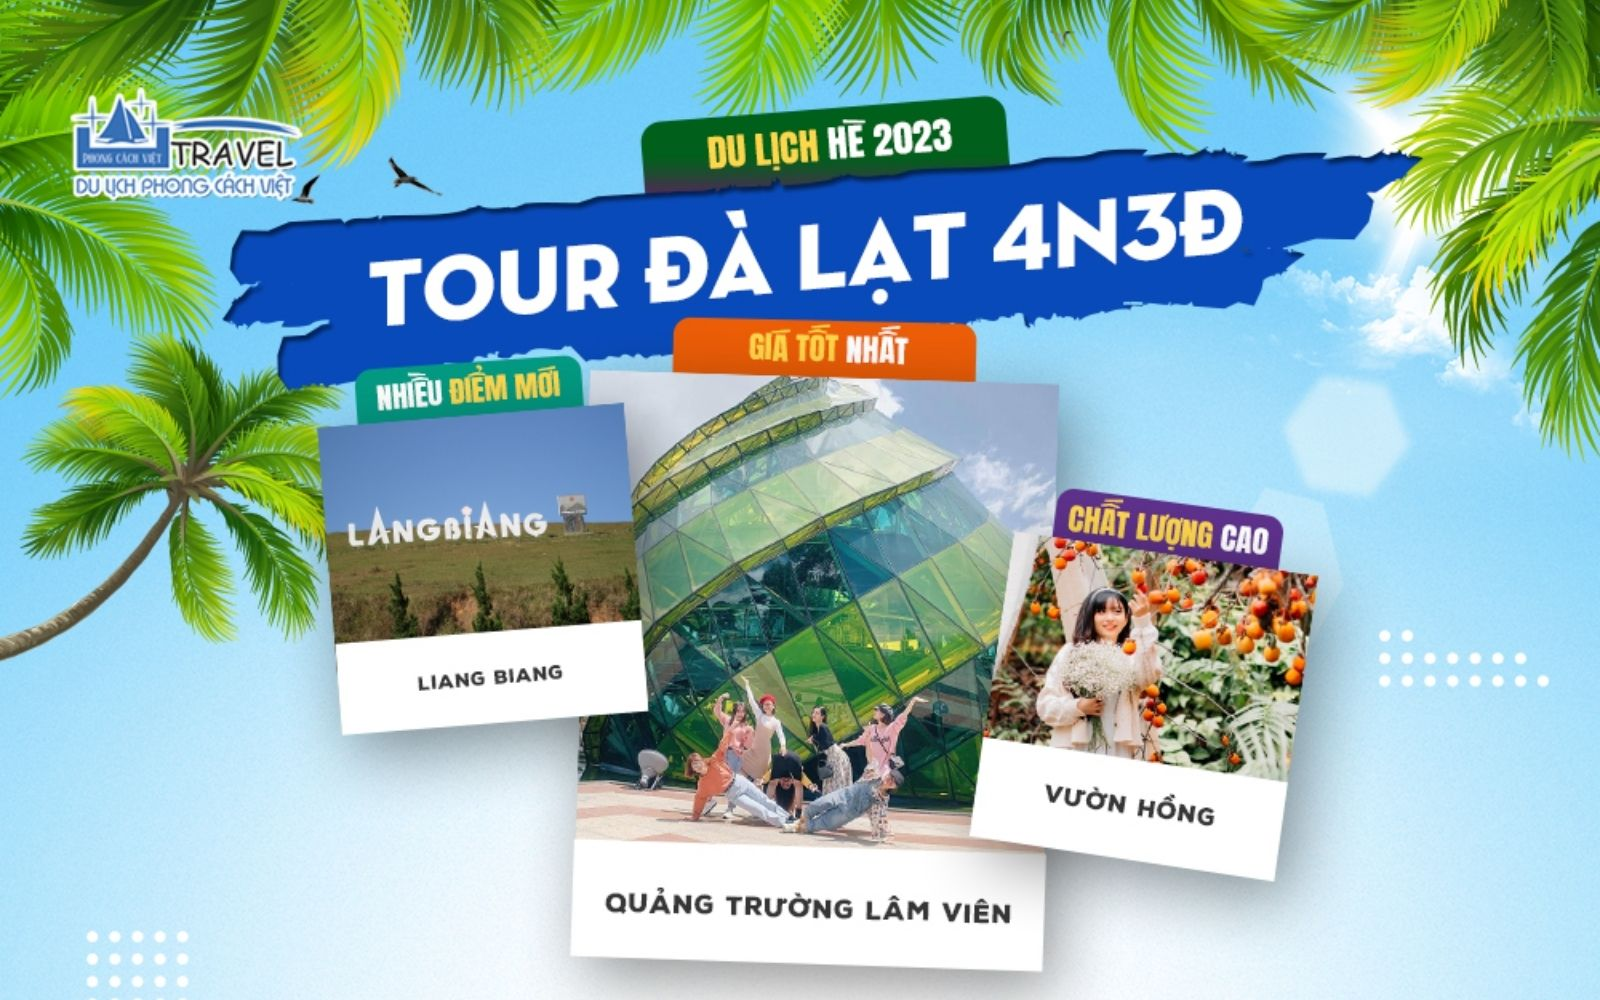 PHONG CÁCH VIỆT
TRAVEL
DU LỊCH PHONG CÁCH VIỆT
DU LỊCH HÈ 2023
TOUR ĐÀ LẠT 4N3Đ
GIÁ TỐT NHẤT
NHIỀU ĐIỂM MỚI
LANGBIANG
LIANG BIANG
CHẤT LƯỢNG CAO
VƯỜN HỒNG
QUẢNG TRƯỜNG LÂM VIÊN